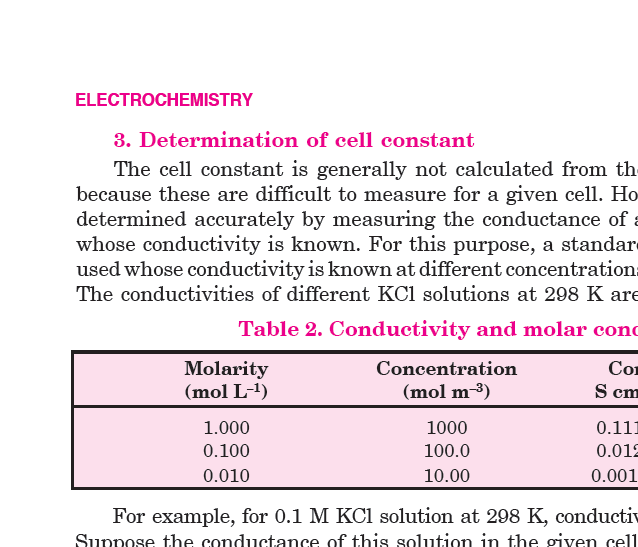 ELECTROCHEMISTRY
3. Determination of cell constant
The cell constant is generally not calculated from the
because these are difficult to measure for a given cell. Ho
determined accurately by measuring the conductance of a
whose conductivity is known. For this purpose, a standard
used whose conductivity is known at different concentrations
The conductivities of different KCl solutions at 298 K are
Table 2. Conductivity and molar cond
Molarity Concentration Con
(mol L⁻¹) (mol m⁻³) S cm
1.000 1000 0.111
0.100 100.0 0.012
0.010 10.00 0.001
For example, for 0.1 M KCl solution at 298 K, conductiv
Suppose the conductance of this solution in the given cell